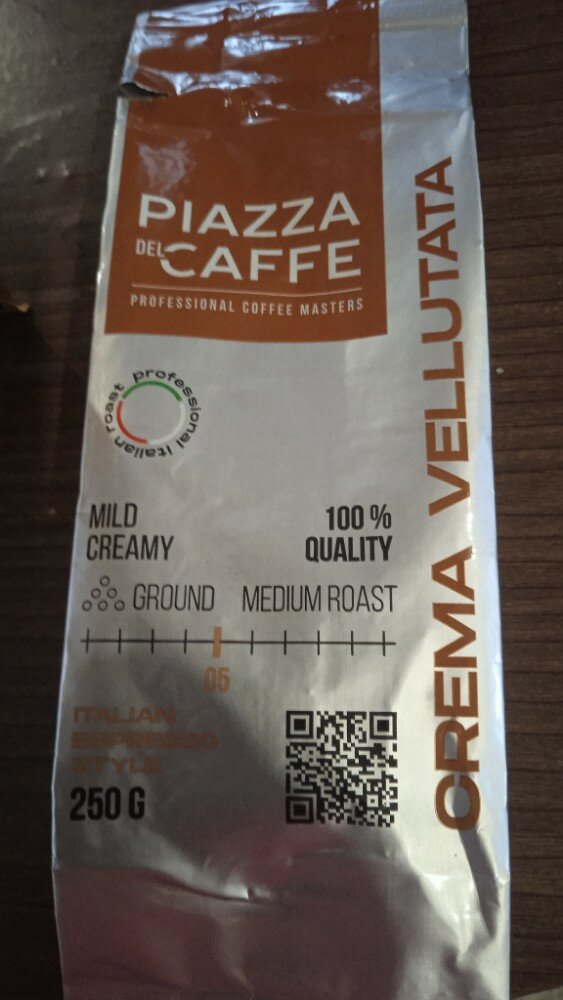 PIAZZA
DEL CAFFE
PROFESSIONAL COFFEE MASTERS
professional italian roast
MILD
CREAMY
100 %
QUALITY
GROUND
MEDIUM ROAST
05
ITALIAN
ESPRESSO
STYLE
250 G
CREMA VELLUTATA